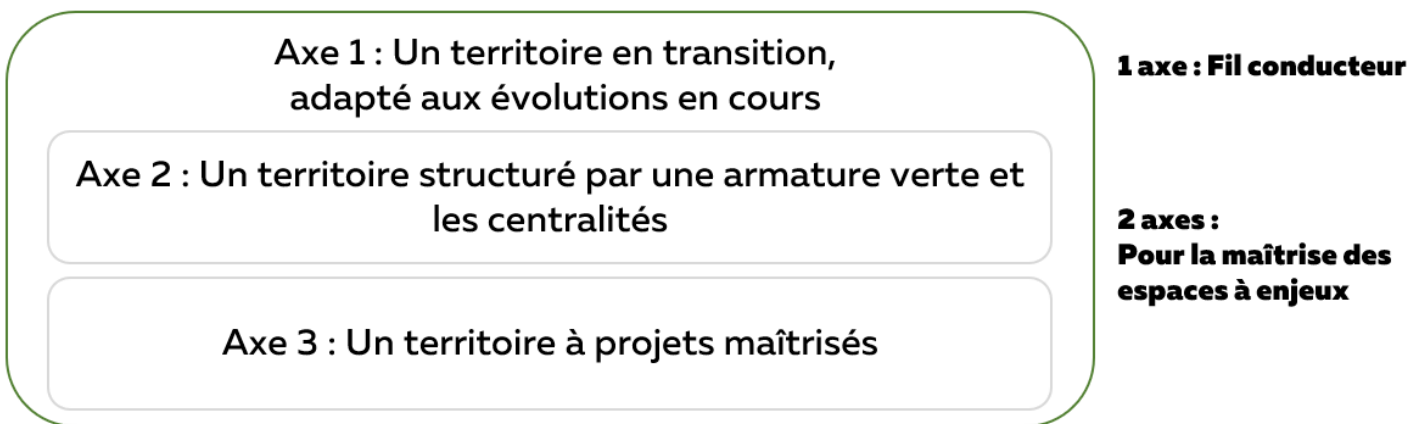 Axe 1 : Un territoire en transition,
adapté aux évolutions en cours
1 axe : Fil conducteur
Axe 2 : Un territoire structuré par une armature verte et
les centralités
2 axes :
Pour la maîtrise des
espaces à enjeux
Axe 3 : Un territoire à projets maîtrisés